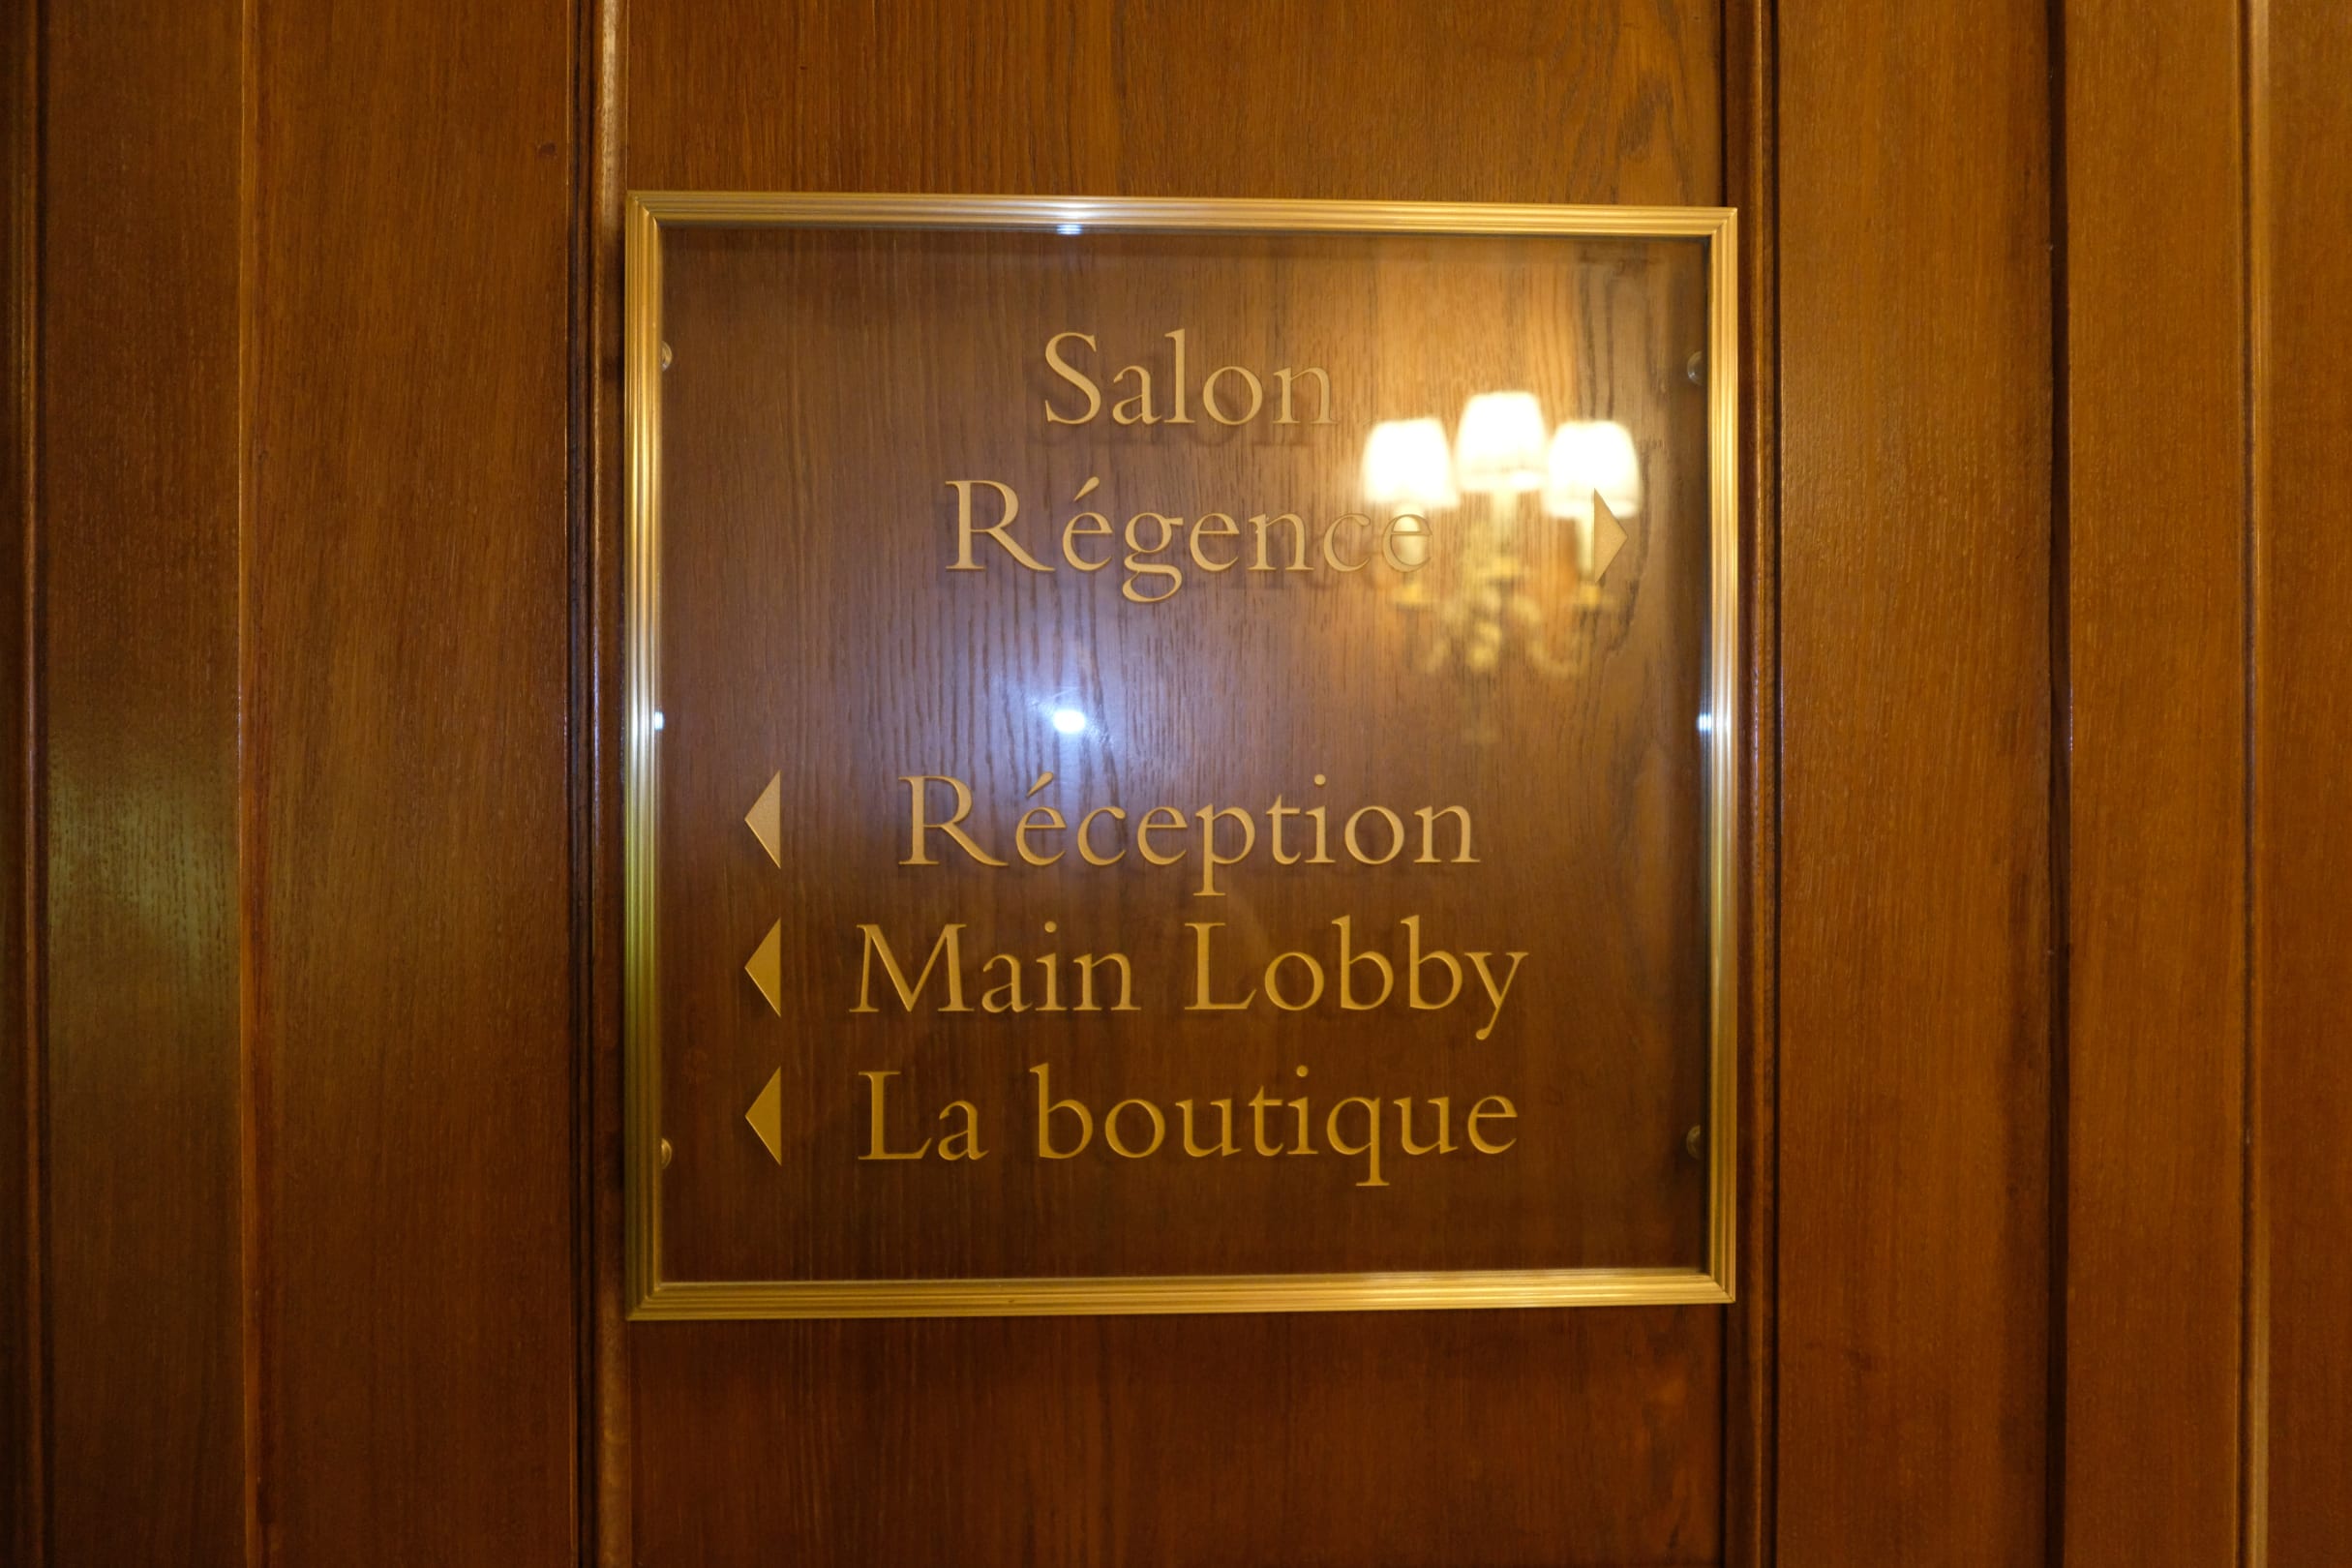 Salon
Régence
Réception
Main Lobby
La boutique